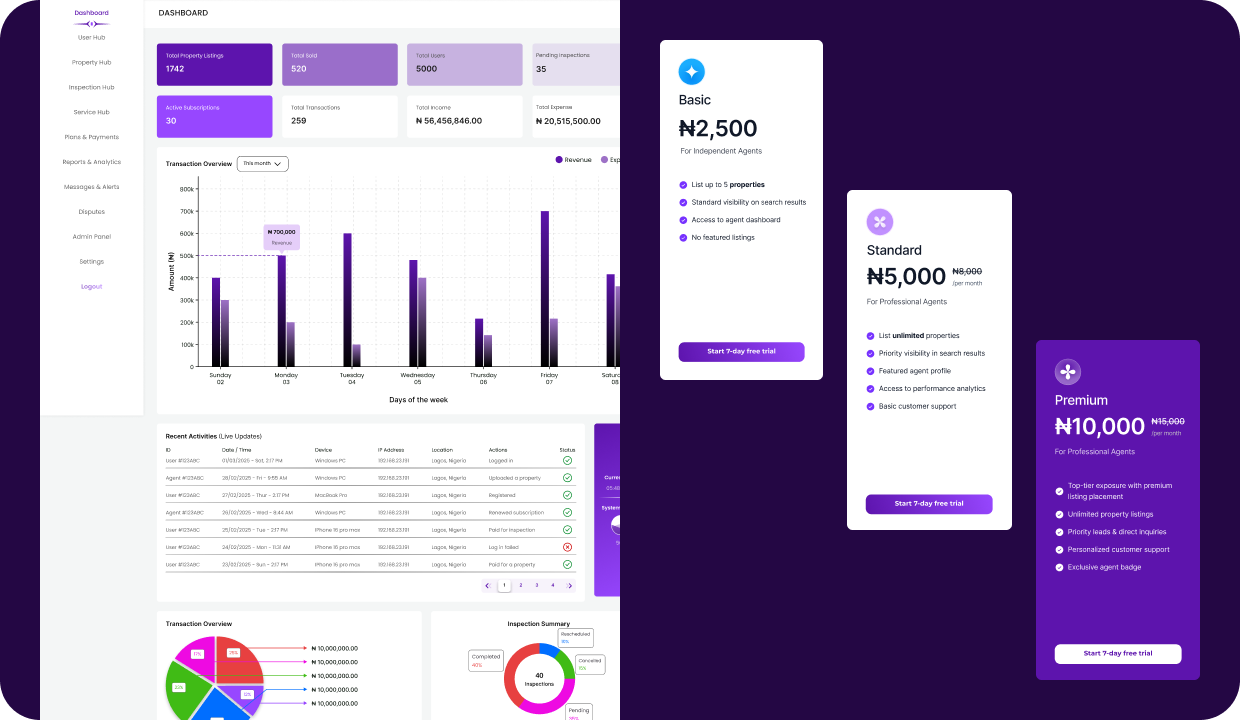 Dashboard
User Hub
Property Hub
Inspection Hub
Service Hub
Plans & Payments
Reports & Analytics
Messages & Alerts
Disputes
Admin Panel
Settings
Logout
DASHBOARD
Total Property Listings
1742
Total Sold
520
Total Users
5000
Pending Inspections
35
Active Subscriptions
30
Total Transactions
259
Total Income
₦ 56,456,846.00
Total Expense
₦ 20,515,500.00
Transaction Overview
This month
Revenue
Exp
800k
700k
600k
500k
400k
300k
200k
100k
0
Amount (₦)
₦ 700,000
Revenue
Sunday 02
Monday 03
Tuesday 04
Wednesday 05
Thursday 06
Friday 07
Satur 08
Days of the week
Recent Activities (Live Updates)
ID Date / Time Device IP Address Location Actions Status
User #123ABC 01/03/2025 - Sat, 2:17 PM Windows PC 192.168.23.191 Lagos, Nigeria Logged in
Agent #123ABC 28/02/2025 - Fri - 9:55 AM Windows PC 192.168.23.191 Lagos, Nigeria Uploaded a property
User #123ABC 27/02/2025 - Thur - 2:17 PM MacBook Pro 192.168.23.191 Lagos, Nigeria Registered
Agent #123ABC 26/02/2025 - Wed - 8:44 AM Windows PC 192.168.23.191 Lagos, Nigeria Renewed subscription
User #123ABC 25/02/2025 - Tue - 2:17 PM iPhone 16 pro max 192.168.23.191 Lagos, Nigeria Paid for Inspection
User #123ABC 24/02/2025 - Mon - 11:31 AM iPhone 16 pro max 192.168.23.191 Lagos, Nigeria Log in failed
User #123ABC 23/02/2025 - Sun - 2:17 PM iPhone 16 pro max 192.168.23.191 Lagos, Nigeria Paid for a property
1 2 3 4
Curre
System
Transaction Overview
₦ 10,000,000.00
₦ 10,000,000.00
₦ 10,000,000.00
₦ 10,000,000.00
₦ 10,000,000.00
Inspection Summary
Rescheduled
Completed
40%
Cancelled
40
Inspections
Pending
Basic
₦2,500
For Independent Agents
List up to 5 properties
Standard visibility on search results
Access to agent dashboard
No featured listings
Start 7-day free trial
Standard
₦5,000
₦8,000
/per month
For Professional Agents
List unlimited properties
Priority visibility in search results
Featured agent profile
Access to performance analytics
Basic customer support
Start 7-day free trial
Premium
₦10,000
₦15,000
/per month
For Professional Agents
Top-tier exposure with premium
listing placement
Unlimited property listings
Priority leads & direct inquiries
Personalized customer support
Exclusive agent badge
Start 7-day free trial